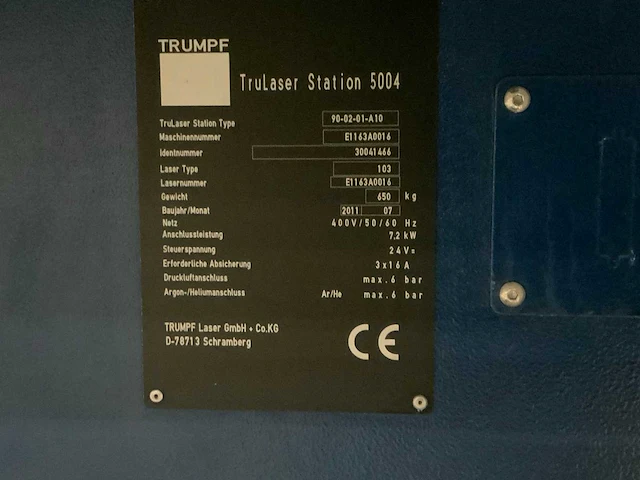 TRUMPF
TruLaser Station 5004
TruLaser Station Type 90-02-01-A10
Maschinennummer E1163A0016
Identnummer 30041466
Laser Type 103
Lasernummer E1163A0016
Gewicht 650 kg
Baujahr/Monat 2011 07
Netz 400V/50/60 Hz
Anschlussleistung 7,2 kW
Steuerspannung 24V=
Erforderliche Absicherung 3x16A
Druckluftanschluss max. 6 bar
Argon-/Heliumanschluss Ar/He max. 6 bar
TRUMPF Laser GmbH + Co.KG
D-78713 Schramberg
CE